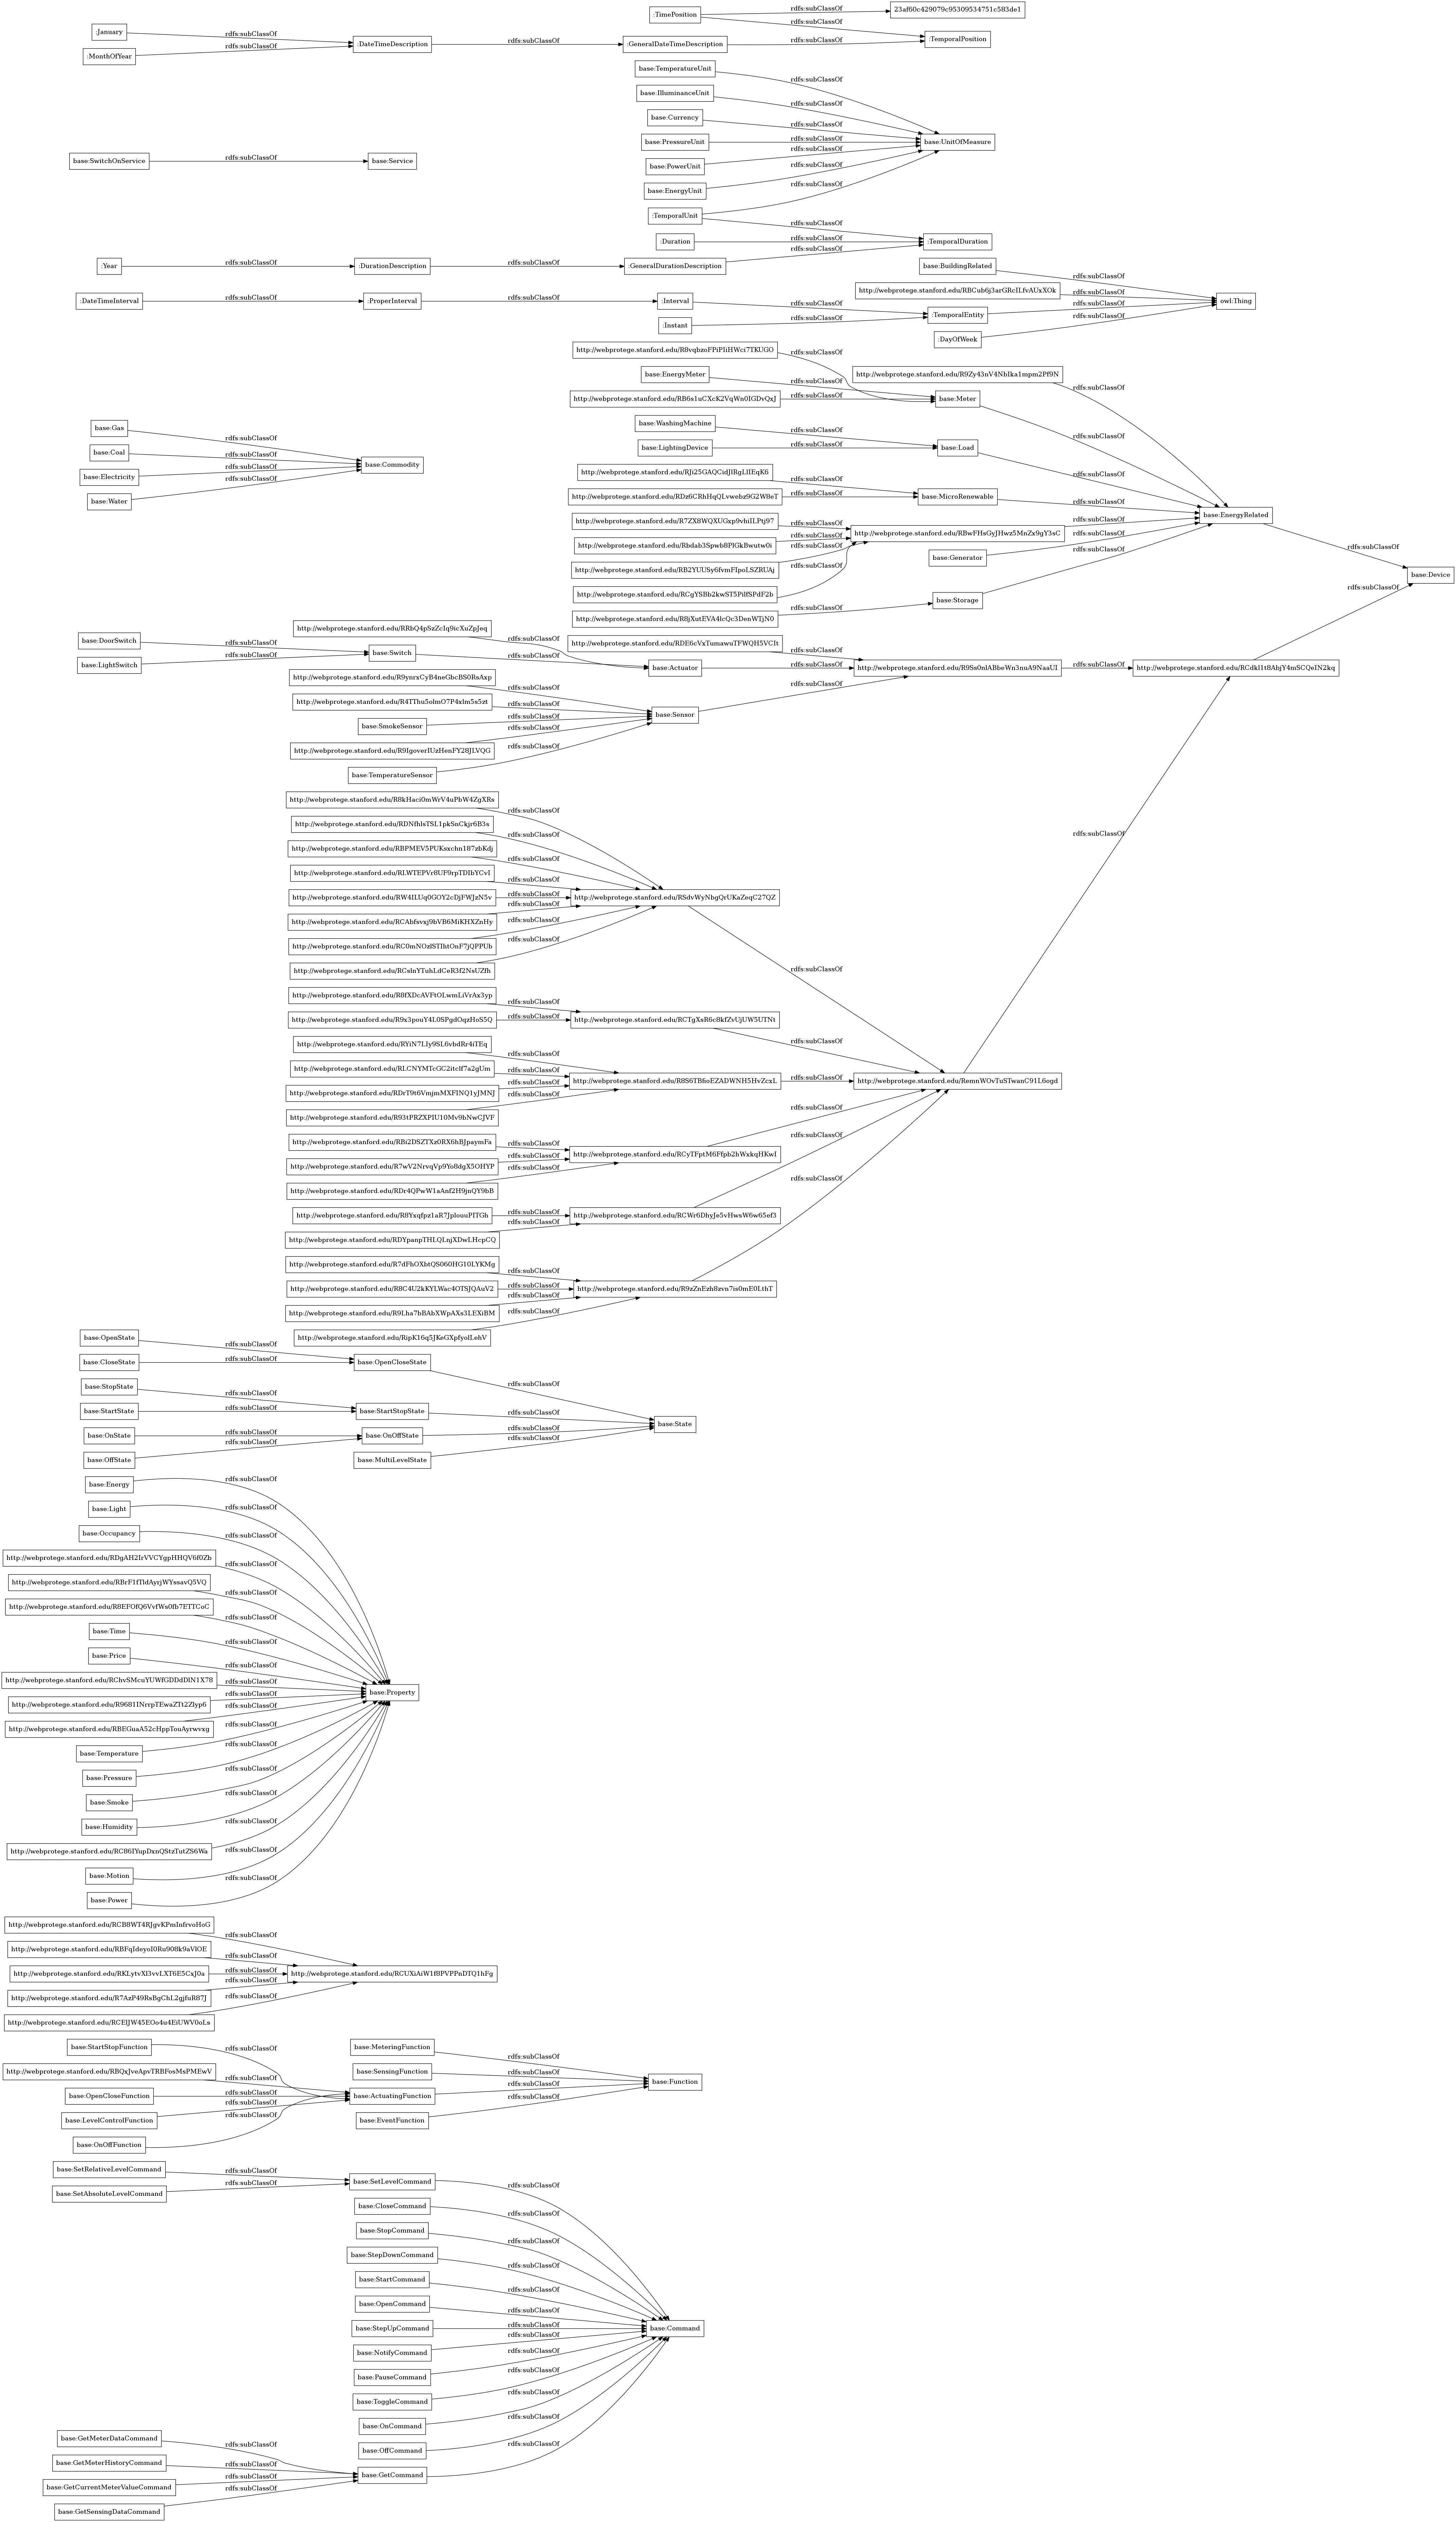 :TimePosition
rdfs:subClassOf
23af60c429079c95309534751c583de1
rdfs:subClassOf
:January
rdfs:subClassOf
:MonthOfYear
rdfs:subClassOf
:DateTimeDescription
rdfs:subClassOf
:GeneralDateTimeDescription
rdfs:subClassOf
:TemporalPosition
base:TemperatureUnit
rdfs:subClassOf
base:IlluminanceUnit
rdfs:subClassOf
base:Currency
rdfs:subClassOf
base:PressureUnit
rdfs:subClassOf
base:PowerUnit
rdfs:subClassOf
base:EnergyUnit
rdfs:subClassOf
base:UnitOfMeasure
base:SwitchOnService
rdfs:subClassOf
base:Service
:TemporalUnit
rdfs:subClassOf
rdfs:subClassOf
:Duration
rdfs:subClassOf
:TemporalDuration
:Year
rdfs:subClassOf
:DurationDescription
rdfs:subClassOf
:GeneralDurationDescription
rdfs:subClassOf
base:BuildingRelated
rdfs:subClassOf
http://webprotege.stanford.edu/RBCub6j3arGRcILfvAUxXOk
rdfs:subClassOf
owl:Thing
:DateTimeInterval
rdfs:subClassOf
:ProperInterval
rdfs:subClassOf
:Interval
rdfs:subClassOf
:Instant
rdfs:subClassOf
:TemporalEntity
rdfs:subClassOf
:DayOfWeek
rdfs:subClassOf
http://webprotege.stanford.edu/R8vqbzoFPiPIiHWci7TKUGO
rdfs:subClassOf
base:EnergyMeter
rdfs:subClassOf
http://webprotege.stanford.edu/RB6s1uCXcK2VqWn0IGDvQxJ
rdfs:subClassOf
http://webprotege.stanford.edu/R9Zy43nV4NbIka1mpm2Pf9N
rdfs:subClassOf
base:Meter
rdfs:subClassOf
base:WashingMachine
rdfs:subClassOf
base:LightingDevice
rdfs:subClassOf
base:Load
rdfs:subClassOf
base:Gas
rdfs:subClassOf
base:Coal
rdfs:subClassOf
base:Electricity
rdfs:subClassOf
base:Water
rdfs:subClassOf
base:Commodity
http://webprotege.stanford.edu/RJi25GAQCidJIRgLlIEqK6
rdfs:subClassOf
http://webprotege.stanford.edu/RDz6CRhHqQLvwebz9G2W8eT
rdfs:subClassOf
base:MicroRenewable
rdfs:subClassOf
http://webprotege.stanford.edu/R7ZX8WQXUGxp9vhiILPtj97
rdfs:subClassOf
http://webprotege.stanford.edu/Rbdab3Spwb8PlGkBwutw0i
rdfs:subClassOf
http://webprotege.stanford.edu/RB2YUUSy6fvmFIpoLSZRUAj
rdfs:subClassOf
http://webprotege.stanford.edu/RCgYSBb2kwST5PilfSPdF2b
rdfs:subClassOf
http://webprotege.stanford.edu/RBwFHsGyJHwz5MnZx9gY3sC
rdfs:subClassOf
base:Generator
rdfs:subClassOf
http://webprotege.stanford.edu/R8jXutEVA4lcQc3DenWTjN0
rdfs:subClassOf
base:Storage
rdfs:subClassOf
base:EnergyRelated
rdfs:subClassOf
base:Device
base:DoorSwitch
rdfs:subClassOf
base:LightSwitch
rdfs:subClassOf
http://webprotege.stanford.edu/RRbQ4pSzZcIq9icXuZpJeq
rdfs:subClassOf
base:Switch
rdfs:subClassOf
http://webprotege.stanford.edu/RDE6cVxTumawuTFWQH5VCIt
rdfs:subClassOf
base:Actuator
rdfs:subClassOf
http://webprotege.stanford.edu/R9Ss0nlABbeWn3nuA9NaaUI
rdfs:subClassOf
http://webprotege.stanford.edu/RCdkI1t8AbjY4mSCQeIN2kq
rdfs:subClassOf
http://webprotege.stanford.edu/R9ynrxCyB4neGbcBS0RsAxp
rdfs:subClassOf
http://webprotege.stanford.edu/R4IThu5olmO7P4xlm5s5zt
rdfs:subClassOf
base:SmokeSensor
rdfs:subClassOf
http://webprotege.stanford.edu/R9IgoverIUzHenFY28JLVQG
rdfs:subClassOf
base:TemperatureSensor
rdfs:subClassOf
base:Sensor
rdfs:subClassOf
http://webprotege.stanford.edu/R8kHaci0mWrV4uPbW4ZgXRs
rdfs:subClassOf
http://webprotege.stanford.edu/RDNfhlsTSL1pkSnCkjr6B3s
rdfs:subClassOf
http://webprotege.stanford.edu/RBPMEV5PUKsxchn187zbKdj
rdfs:subClassOf
http://webprotege.stanford.edu/RLWTEPVr8UF9rpTDIbYCvI
rdfs:subClassOf
http://webprotege.stanford.edu/RW4ILUq0GOY2cDjFWJzN5v
rdfs:subClassOf
http://webprotege.stanford.edu/RCAbfsvxj9bVB6MiKHXZnHy
rdfs:subClassOf
http://webprotege.stanford.edu/RC0mNOzlSTIhtOnF7jQPPUb
rdfs:subClassOf
http://webprotege.stanford.edu/RCslnYTuhLdCeR3f2NsUZfh
rdfs:subClassOf
http://webprotege.stanford.edu/RSdvWyNbgQrUKaZeqC27QZ
rdfs:subClassOf
http://webprotege.stanford.edu/R8fXDcAVFtOLwmLiVrAx3yp
rdfs:subClassOf
http://webprotege.stanford.edu/R9x3pouY4L0SPgdOqzHoS5Q
rdfs:subClassOf
http://webprotege.stanford.edu/RCTgXsR6c8kfZvUjUW5UTNt
rdfs:subClassOf
http://webprotege.stanford.edu/RYiN7LIy9SL6vbdRr4iTEq
rdfs:subClassOf
http://webprotege.stanford.edu/RLCNYMTcGC2itclf7a2gUm
rdfs:subClassOf
http://webprotege.stanford.edu/RDrT9t6VmjmMXFINQ1yJMNJ
rdfs:subClassOf
http://webprotege.stanford.edu/R93tPRZXPIU10Mv9bNwCJVF
rdfs:subClassOf
http://webprotege.stanford.edu/R8S6TBfioEZADWNH5HvZcxL
rdfs:subClassOf
http://webprotege.stanford.edu/RemnWOvTuSTwanC91L6ogd
rdfs:subClassOf
http://webprotege.stanford.edu/RBi2DSZTXz0RX6hBJpaymFa
rdfs:subClassOf
http://webprotege.stanford.edu/R7wV2NrvqVp9Yo8dgX5OHYP
rdfs:subClassOf
http://webprotege.stanford.edu/RDr4QPwW1aAnf2H9jnQY9bB
rdfs:subClassOf
http://webprotege.stanford.edu/RCyTFptM6Ffpb2hWxkqHKwI
rdfs:subClassOf
http://webprotege.stanford.edu/R8Yxqfpz1aR7JplouuPITGh
rdfs:subClassOf
http://webprotege.stanford.edu/RDYpanpTHLQLnjXDwLHcpCQ
rdfs:subClassOf
http://webprotege.stanford.edu/RCWr6DhyJe5vHwsW6w65ef3
rdfs:subClassOf
http://webprotege.stanford.edu/R7dFhOXbtQS060HG10LYKMg
rdfs:subClassOf
http://webprotege.stanford.edu/R8C4U2kKYLWac4OTSJQAuV2
rdfs:subClassOf
http://webprotege.stanford.edu/R9Lha7bBAbXWpAXs3LEXiBM
rdfs:subClassOf
http://webprotege.stanford.edu/RipK16q5JKeGXpfyolLehV
rdfs:subClassOf
http://webprotege.stanford.edu/R9zZnEzh8zvn7is0mE0LthT
rdfs:subClassOf
base:OpenState
rdfs:subClassOf
base:CloseState
rdfs:subClassOf
base:OpenCloseState
rdfs:subClassOf
base:StopState
rdfs:subClassOf
base:StartState
rdfs:subClassOf
base:StartStopState
rdfs:subClassOf
base:OnState
rdfs:subClassOf
base:OffState
rdfs:subClassOf
base:OnOffState
rdfs:subClassOf
base:MultiLevelState
rdfs:subClassOf
base:State
base:Energy
rdfs:subClassOf
base:Light
rdfs:subClassOf
base:Occupancy
rdfs:subClassOf
http://webprotege.stanford.edu/RDgAH2IrVVCYgpHHQV6f0Zb
rdfs:subClassOf
http://webprotege.stanford.edu/RBrF1fTldAyrjWYssavQ5VQ
rdfs:subClassOf
http://webprotege.stanford.edu/R8EFOfQ6VvfWs0fb7ETTCoC
rdfs:subClassOf
base:Time
rdfs:subClassOf
base:Price
rdfs:subClassOf
http://webprotege.stanford.edu/RChvSMcuYUWfGDDdDlN1X78
rdfs:subClassOf
http://webprotege.stanford.edu/R9681INrrpTEwaZTt2Zlyp6
rdfs:subClassOf
http://webprotege.stanford.edu/RBEGuaA52cHppTouAyrwvxg
rdfs:subClassOf
base:Temperature
rdfs:subClassOf
base:Pressure
rdfs:subClassOf
base:Smoke
rdfs:subClassOf
base:Humidity
rdfs:subClassOf
http://webprotege.stanford.edu/RC86IYupDxnQStzTutZS6Wa
rdfs:subClassOf
base:Motion
rdfs:subClassOf
base:Power
rdfs:subClassOf
base:Property
http://webprotege.stanford.edu/RCB8WT4RJgvKPmInfrvoHoG
rdfs:subClassOf
http://webprotege.stanford.edu/RBFqIdeyoI0Ru908k9aVlOE
rdfs:subClassOf
http://webprotege.stanford.edu/RKLytvXl3vvLXT6E5CxJ0a
rdfs:subClassOf
http://webprotege.stanford.edu/R7AzP49RsBgChL2gjfuR87J
rdfs:subClassOf
http://webprotege.stanford.edu/RCElJW45EOo4u4EiUWV0oLs
rdfs:subClassOf
http://webprotege.stanford.edu/RCUXiAiW1f8PVPPnDTQ1hFg
base:StartStopFunction
rdfs:subClassOf
http://webprotege.stanford.edu/RBQxJveApvTRBFosMsPMEwV
rdfs:subClassOf
base:OpenCloseFunction
rdfs:subClassOf
base:LevelControlFunction
rdfs:subClassOf
base:OnOffFunction
rdfs:subClassOf
base:MeteringFunction
rdfs:subClassOf
base:SensingFunction
rdfs:subClassOf
base:ActuatingFunction
rdfs:subClassOf
base:EventFunction
rdfs:subClassOf
base:Function
base:SetRelativeLevelCommand
rdfs:subClassOf
base:SetAbsoluteLevelCommand
rdfs:subClassOf
base:SetLevelCommand
rdfs:subClassOf
base:CloseCommand
rdfs:subClassOf
base:StopCommand
rdfs:subClassOf
base:StepDownCommand
rdfs:subClassOf
base:StartCommand
rdfs:subClassOf
base:OpenCommand
rdfs:subClassOf
base:StepUpCommand
rdfs:subClassOf
base:Command
base:NotifyCommand
rdfs:subClassOf
base:PauseCommand
rdfs:subClassOf
base:ToggleCommand
rdfs:subClassOf
base:OnCommand
rdfs:subClassOf
base:OffCommand
rdfs:subClassOf
base:GetMeterDataCommand
rdfs:subClassOf
base:GetMeterHistoryCommand
rdfs:subClassOf
base:GetCurrentMeterValueCommand
rdfs:subClassOf
base:GetSensingDataCommand
rdfs:subClassOf
base:GetCommand
rdfs:subClassOf